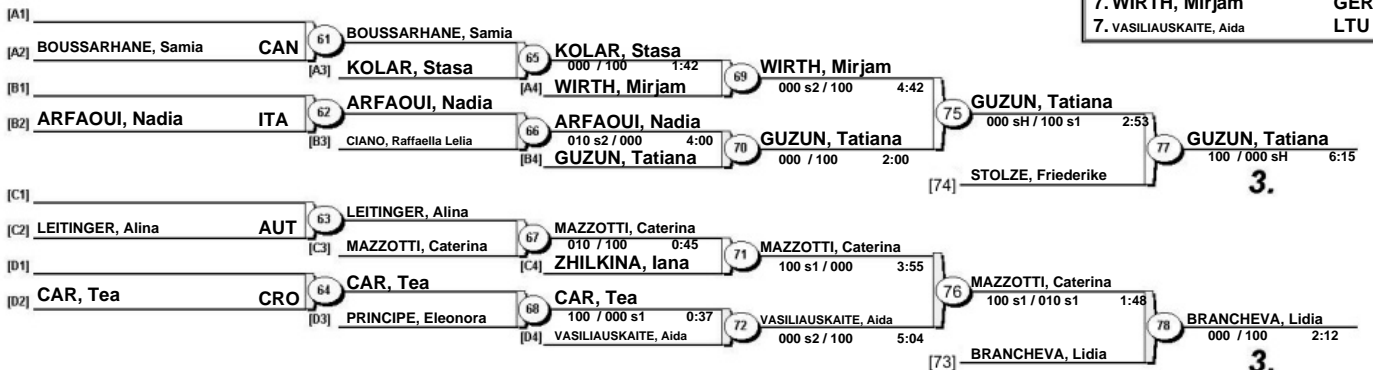 7. WIRTH, Mirjam GER
7. VASILIAUSKAITE, Aida LTU
[A1]
[A2] BOUSSARHANE, Samia CAN
61 BOUSSARHANE, Samia
[A3] KOLAR, Stasa
65 KOLAR, Stasa
000 / 100 1:42
[A4] WIRTH, Mirjam
69 WIRTH, Mirjam
000 s2 / 100 4:42
[B1]
[B2] ARFAOUI, Nadia ITA
62 ARFAOUI, Nadia
[B3] CIANO, Raffaella Lelia
66 ARFAOUI, Nadia
010 s2 / 000 4:00
[B4] GUZUN, Tatiana
70 GUZUN, Tatiana
000 / 100 2:00
75 GUZUN, Tatiana
000 sH / 100 s1 2:53
[74] STOLZE, Friederike
77 GUZUN, Tatiana
100 / 000 sH 6:15
3.
[C1]
[C2] LEITINGER, Alina AUT
63 LEITINGER, Alina
[C3] MAZZOTTI, Caterina
67 MAZZOTTI, Caterina
010 / 100 0:45
[C4] ZHILKINA, Iana
71 MAZZOTTI, Caterina
100 s1 / 000 3:55
[D1]
[D2] CAR, Tea CRO
64 CAR, Tea
[D3] PRINCIPE, Eleonora
68 CAR, Tea
100 / 000 s1 0:37
[D4] VASILIAUSKAITE, Aida
72 VASILIAUSKAITE, Aida
000 s2 / 100 5:04
76 MAZZOTTI, Caterina
100 s1 / 010 s1 1:48
[73] BRANCHEVA, Lidia
78 BRANCHEVA, Lidia
000 / 100 2:12
3.